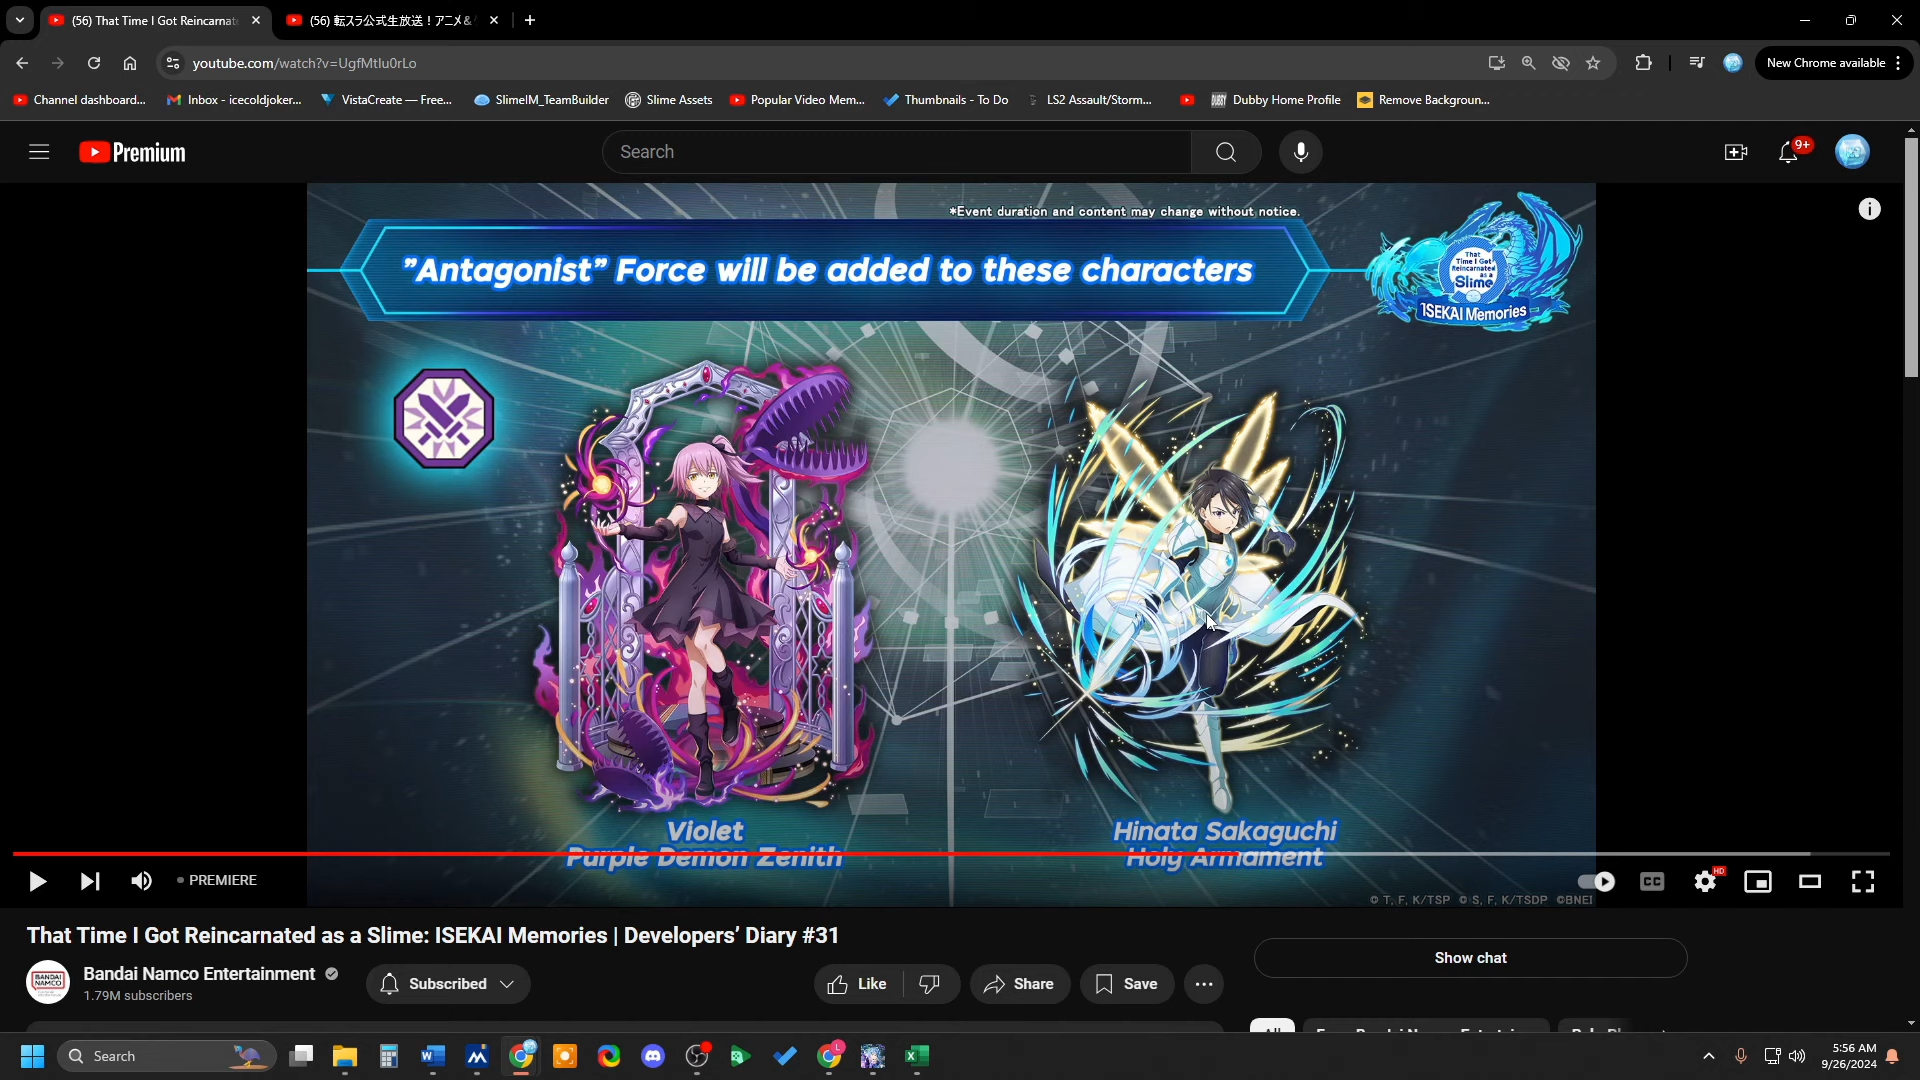 (56) That Time I Got Reincarnat
(56) 転スラ公式生放送！アニメ&
youtube.com/watch?v=UgfMtlu0rLo
New Chrome available
Channel dashboard...
Inbox - icecoldjoker...
VistaCreate — Free...
SlimeIM_TeamBuilder
Slime Assets
Popular Video Mem...
Thumbnails - To Do
LS2 Assault/Storm...
DUBBY
Dubby Home Profile
Remove Backgroun...
Premium
Search
9+
*Event duration and content may change without notice.
"Antagonist" Force will be added to these characters
That Time I Got Reincarnated as a Slime
ISEKAI Memories
Violet
Purple Demon Zenith
Hinata Sakaguchi
Holy Armament
© T, F, K/TSP © S, F, K/TSDP ©BNEI
• PREMIERE
CC
HD
That Time I Got Reincarnated as a Slime: ISEKAI Memories | Developers' Diary #31
BANDAI NAMCO
Bandai Namco Entertainment
1.79M subscribers
Subscribed
Like
Share
Save
Show chat
All
Search
5:56 AM
9/26/2024